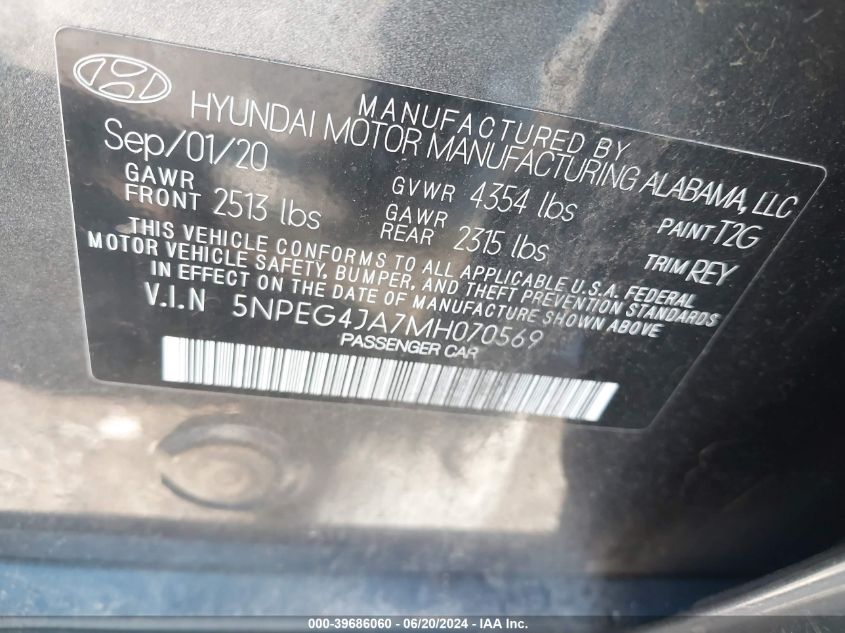 MANUFACTURED BY
HYUNDAI MOTOR MANUFACTURING ALABAMA, LLC
Sep/01/20
GVWR 4354 lbs
PAINT T2G
GAWR FRONT 2513 lbs
GAWR REAR 2315 lbs
TRIM REY
THIS VEHICLE CONFORMS TO ALL APPLICABLE U.S.A. FEDERAL
MOTOR VEHICLE SAFETY, BUMPER, AND THEFT PREVENTION STANDARDS
IN EFFECT ON THE DATE OF MANUFACTURE SHOWN ABOVE.
V.I.N 5NPEG4JA7MH070569
PASSENGER CAR
000-39686060 - 06/20/2024 - IAA Inc.